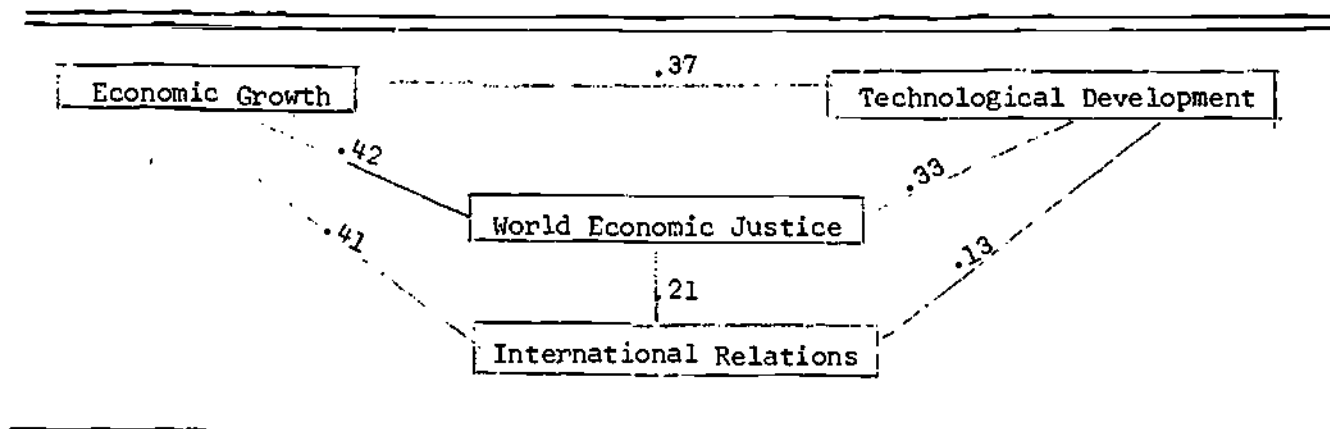 .37
Economic Growth
Technological Development
.42
.33
World Economic Justice
.41
.13
.21
International Relations